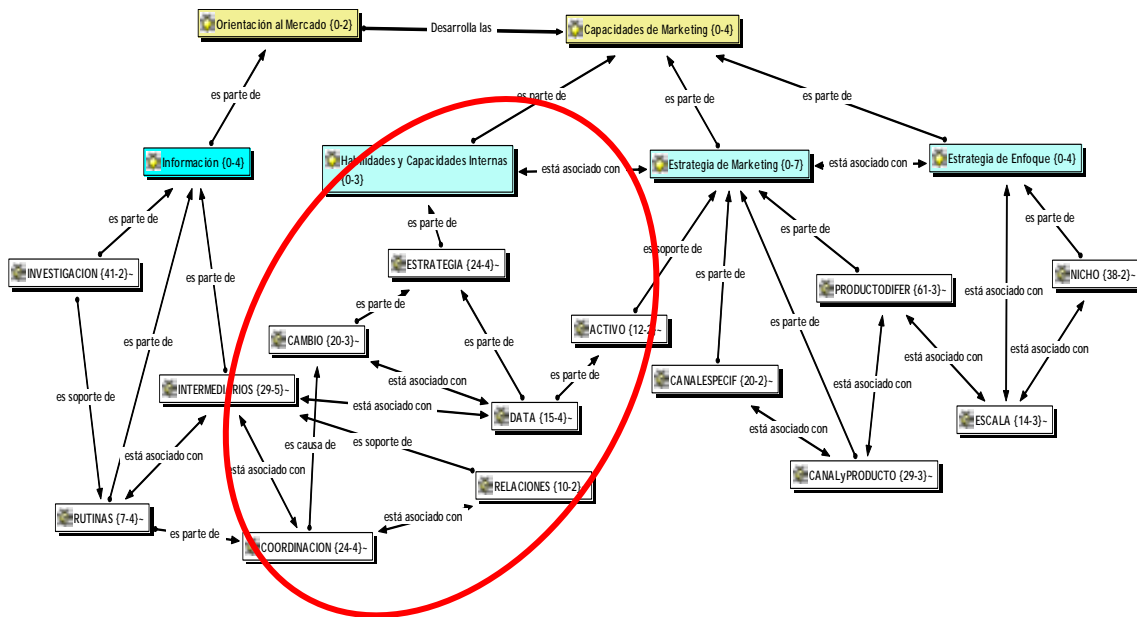 Orientación al Mercado {0-2}
Desarrolla las
Capacidades de Marketing {0-4}
es parte de
es parte de
es parte de
es parte de
Información {0-4}
Habilidades y Capacidades Internas
{0-3}
está asociado con
Estrategia de Marketing {0-7}
está asociado con
Estrategia de Enfoque {0-4}
es parte de
es parte de
es soporte de
es parte de
es parte de
INVESTIGACION {41-2}~
es parte de
ESTRATEGIA {24-4}~
es parte de
PRODUCTODIFER {61-3}~
está asociado con
NICHO {38-2}~
es parte de
es parte de
es parte de
CAMBIO {20-3}~
ACTIVO {12-2}~
es parte de
está asociado con
INTERMEDIARIOS {29-5}~
está asociado con
es parte de
CANALESPECIF {20-2}~
está asociado con
es soporte de
está asociado con
DATA {15-4}~
ESCALA {14-3}~
es causa de
es soporte de
está asociado con
está asociado con
está asociado con
CANALyPRODUCTO {29-3}~
RELACIONES {10-2}~
RUTINAS {7-4}~
es parte de
está asociado con
COORDINACION {24-4}~